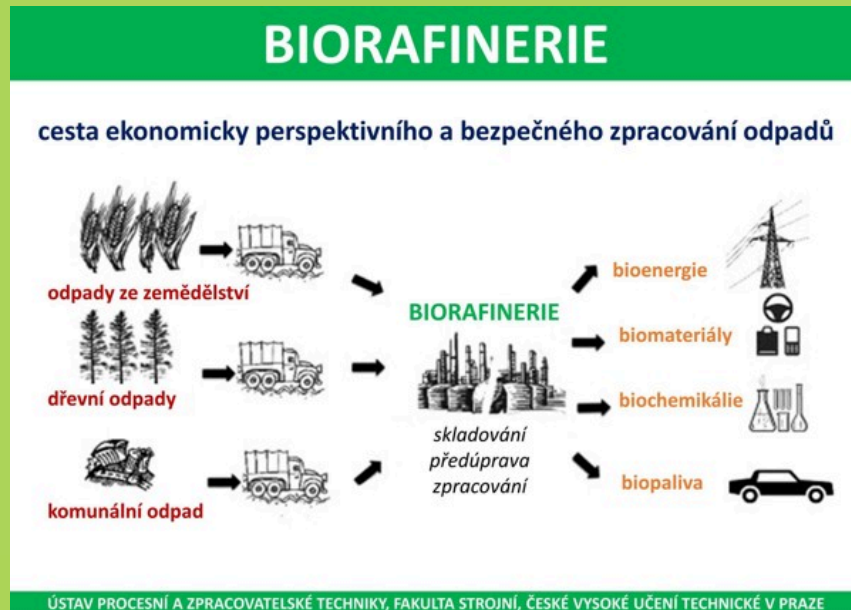 BIORAFINERIE
cesta ekonomicky perspektivního a bezpečného zpracování odpadů
odpady ze zemědělství
dřevní odpady
komunální odpad
BIORAFINERIE
skladování
předúprava
zpracování
bioenergie
biomateriály
biochemikálie
biopaliva
ÚSTAV PROCESNÍ A ZPRACOVATELSKÉ TECHNIKY, FAKULTA STROJNÍ, ČESKÉ VYSOKÉ UČENÍ TECHNICKÉ V PRAZE